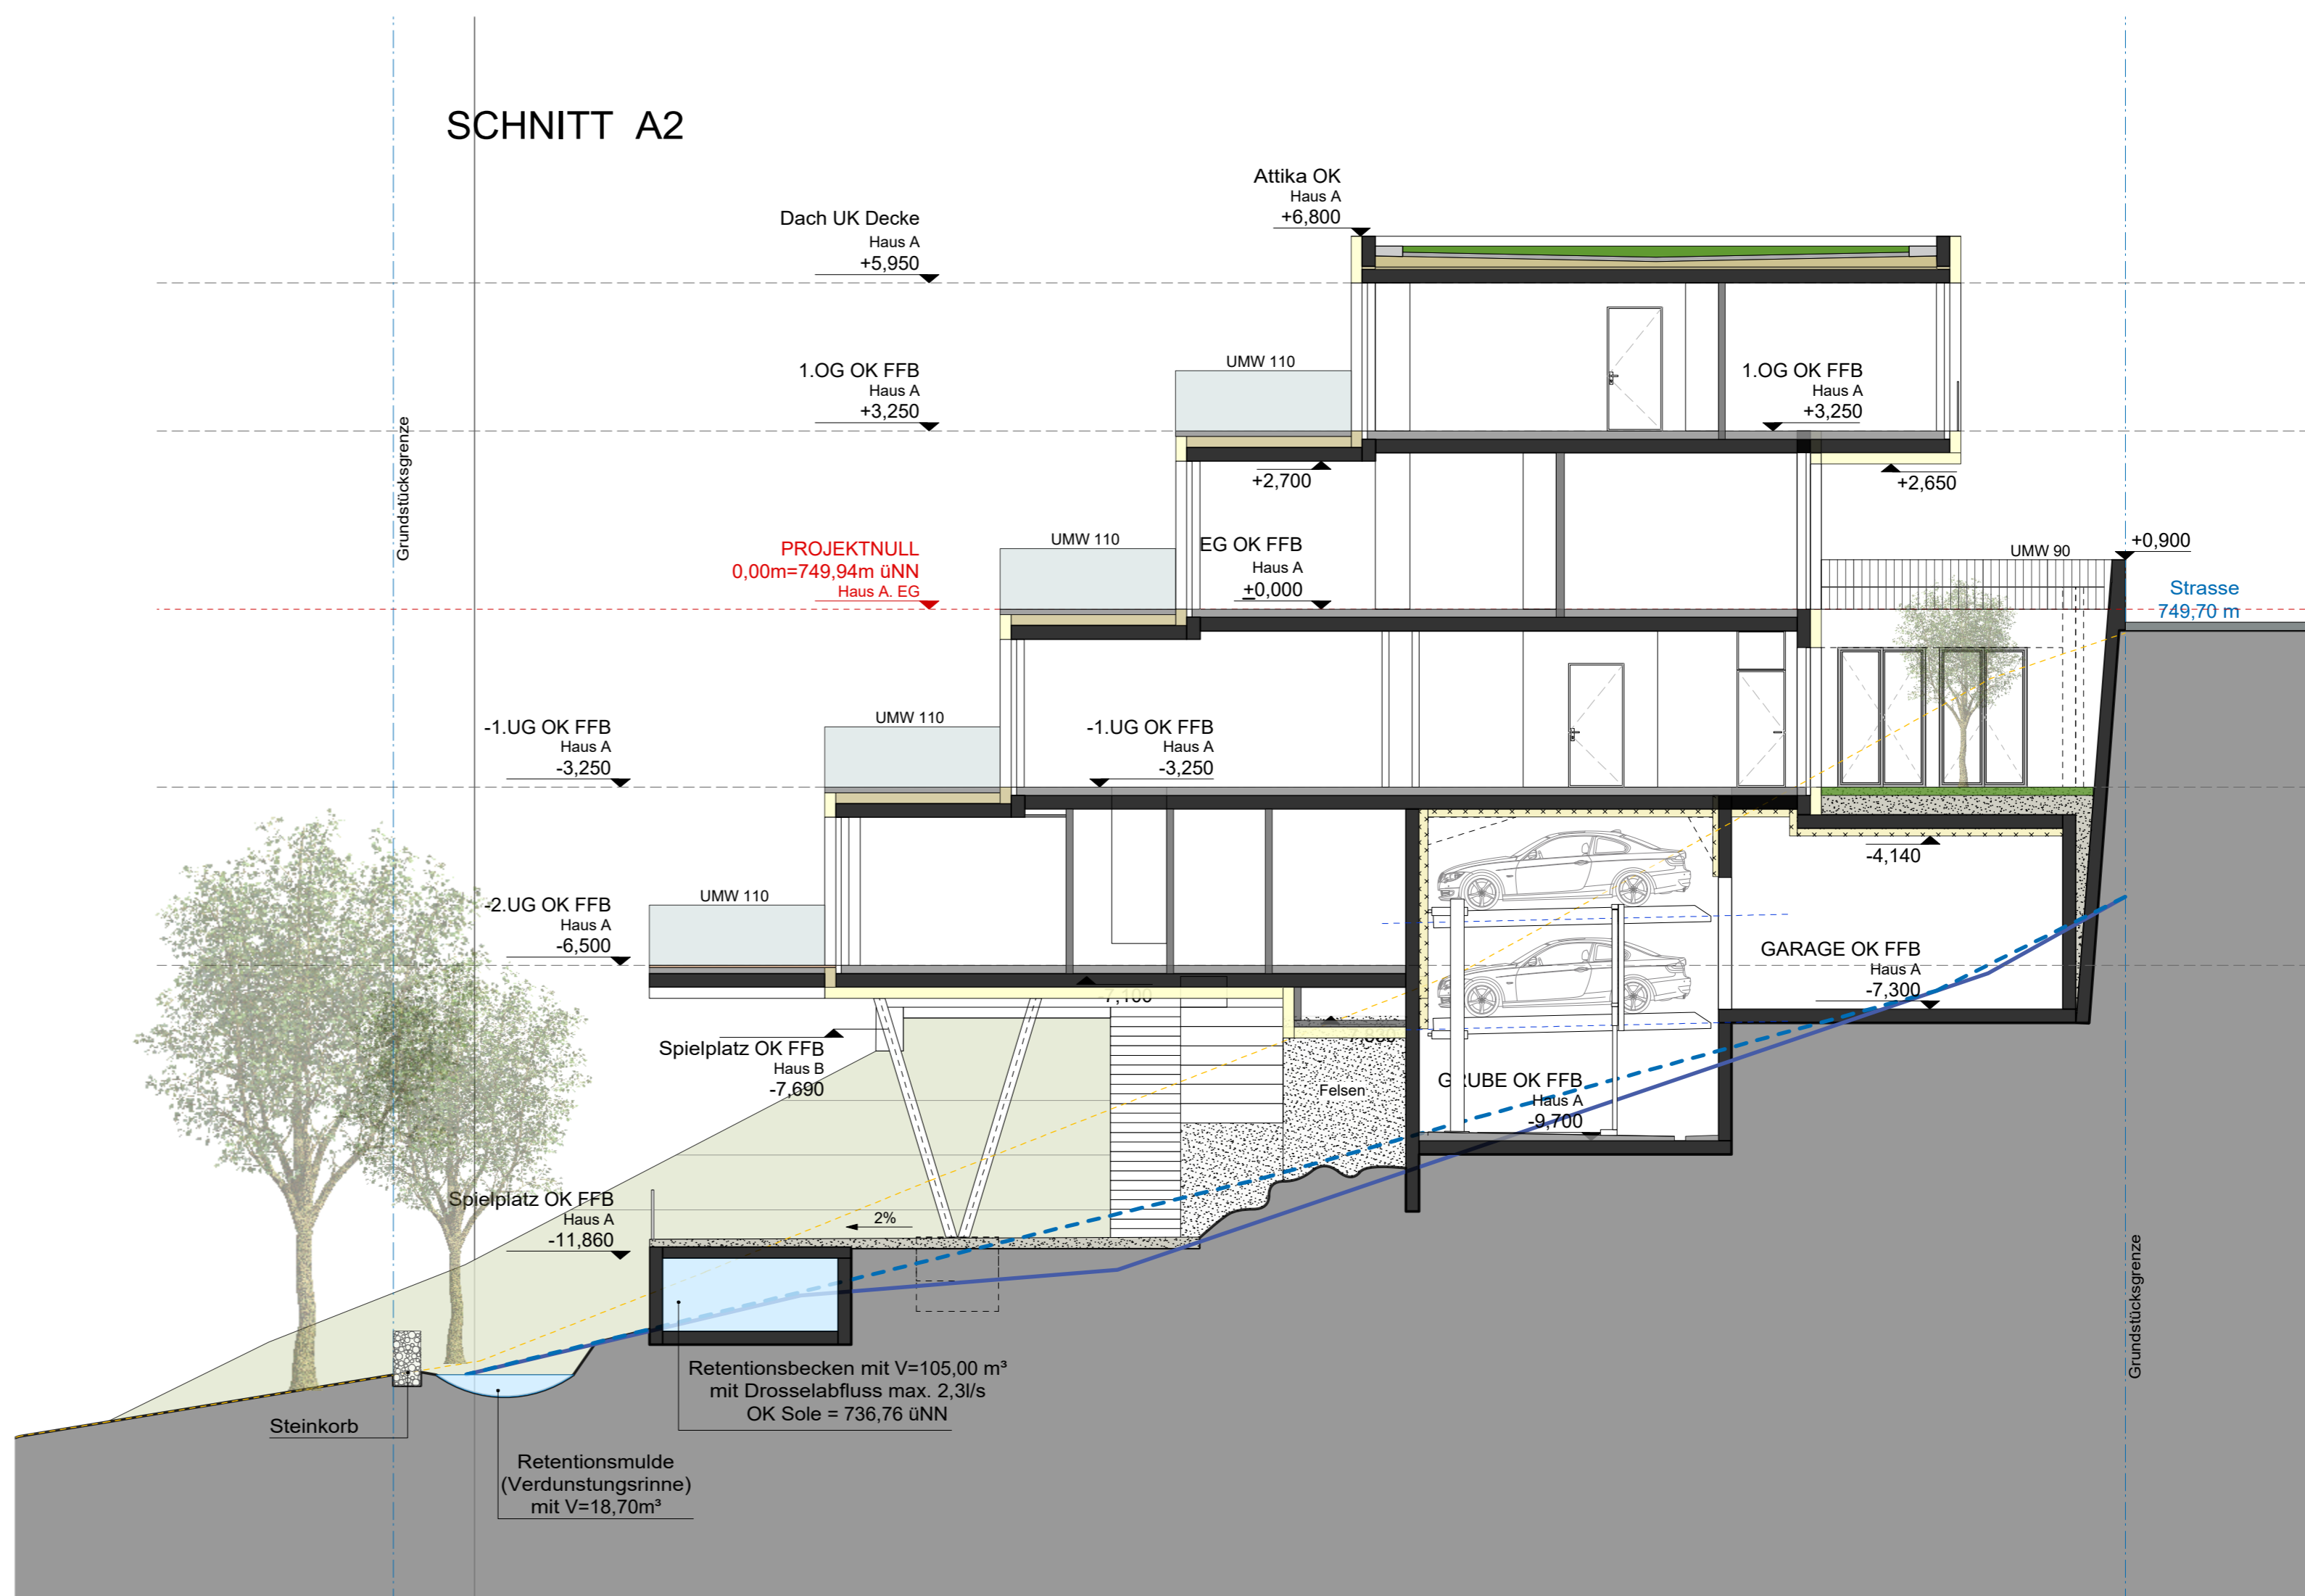 SCHNITT A2
Attika OK
Haus A
+6,800
Dach UK Decke
Haus A
+5,950
UMW 110
1.OG OK FFB
Haus A
+3,250
1.OG OK FFB
Haus A
+3,250
Grundstücksgrenze
+2,700
+2,650
PROJEKTNULL
0,00m=749,94m üNN
Haus A. EG
UMW 110
EG OK FFB
Haus A
+0,000
UMW 90
+0,900
Strasse
749,70 m
-1.UG OK FFB
Haus A
-3,250
UMW 110
-1.UG OK FFB
Haus A
-3,250
-4,140
-2.UG OK FFB
Haus A
-6,500
UMW 110
GARAGE OK FFB
Haus A
-7,300
-7,100
Spielplatz OK FFB
Haus B
-7,690
Felsen
GRUBE OK FFB
Haus A
-9,700
Spielplatz OK FFB
Haus A
-11,860
2%
Grundstücksgrenze
Retentionsbecken mit V=105,00 m³
mit Drosselabfluss max. 2,3l/s
OK Sole = 736,76 üNN
Steinkorb
Retentionsmulde
(Verdunstungsrinne)
mit V=18,70m³